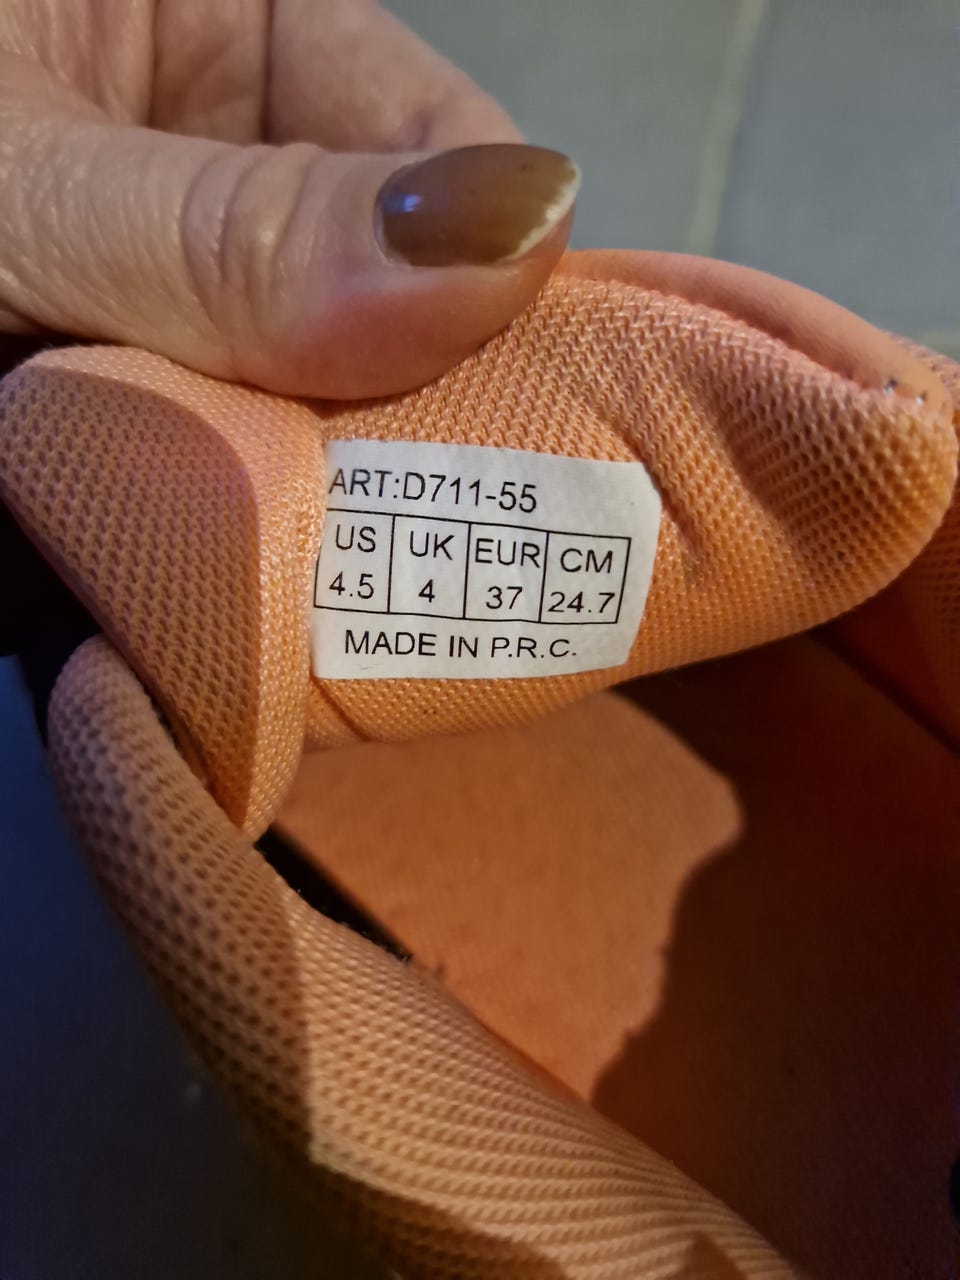 ART:D711-55
US UK EUR CM
4.5 4 37 24.7
MADE IN P.R.C.